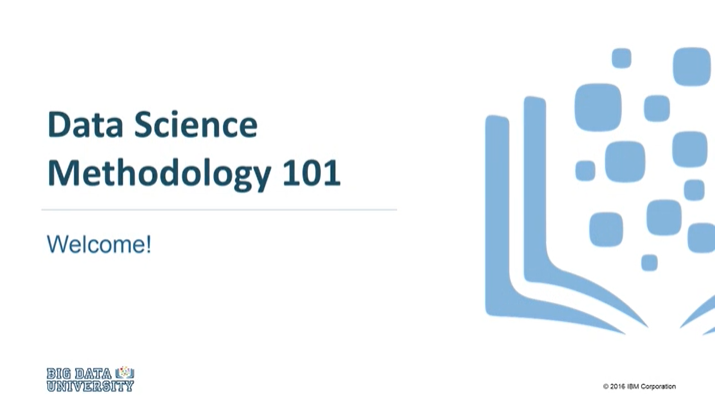 Data Science
Methodology 101
Welcome!
BIG DATA
UNIVERSITY
© 2016 IBM Corporation